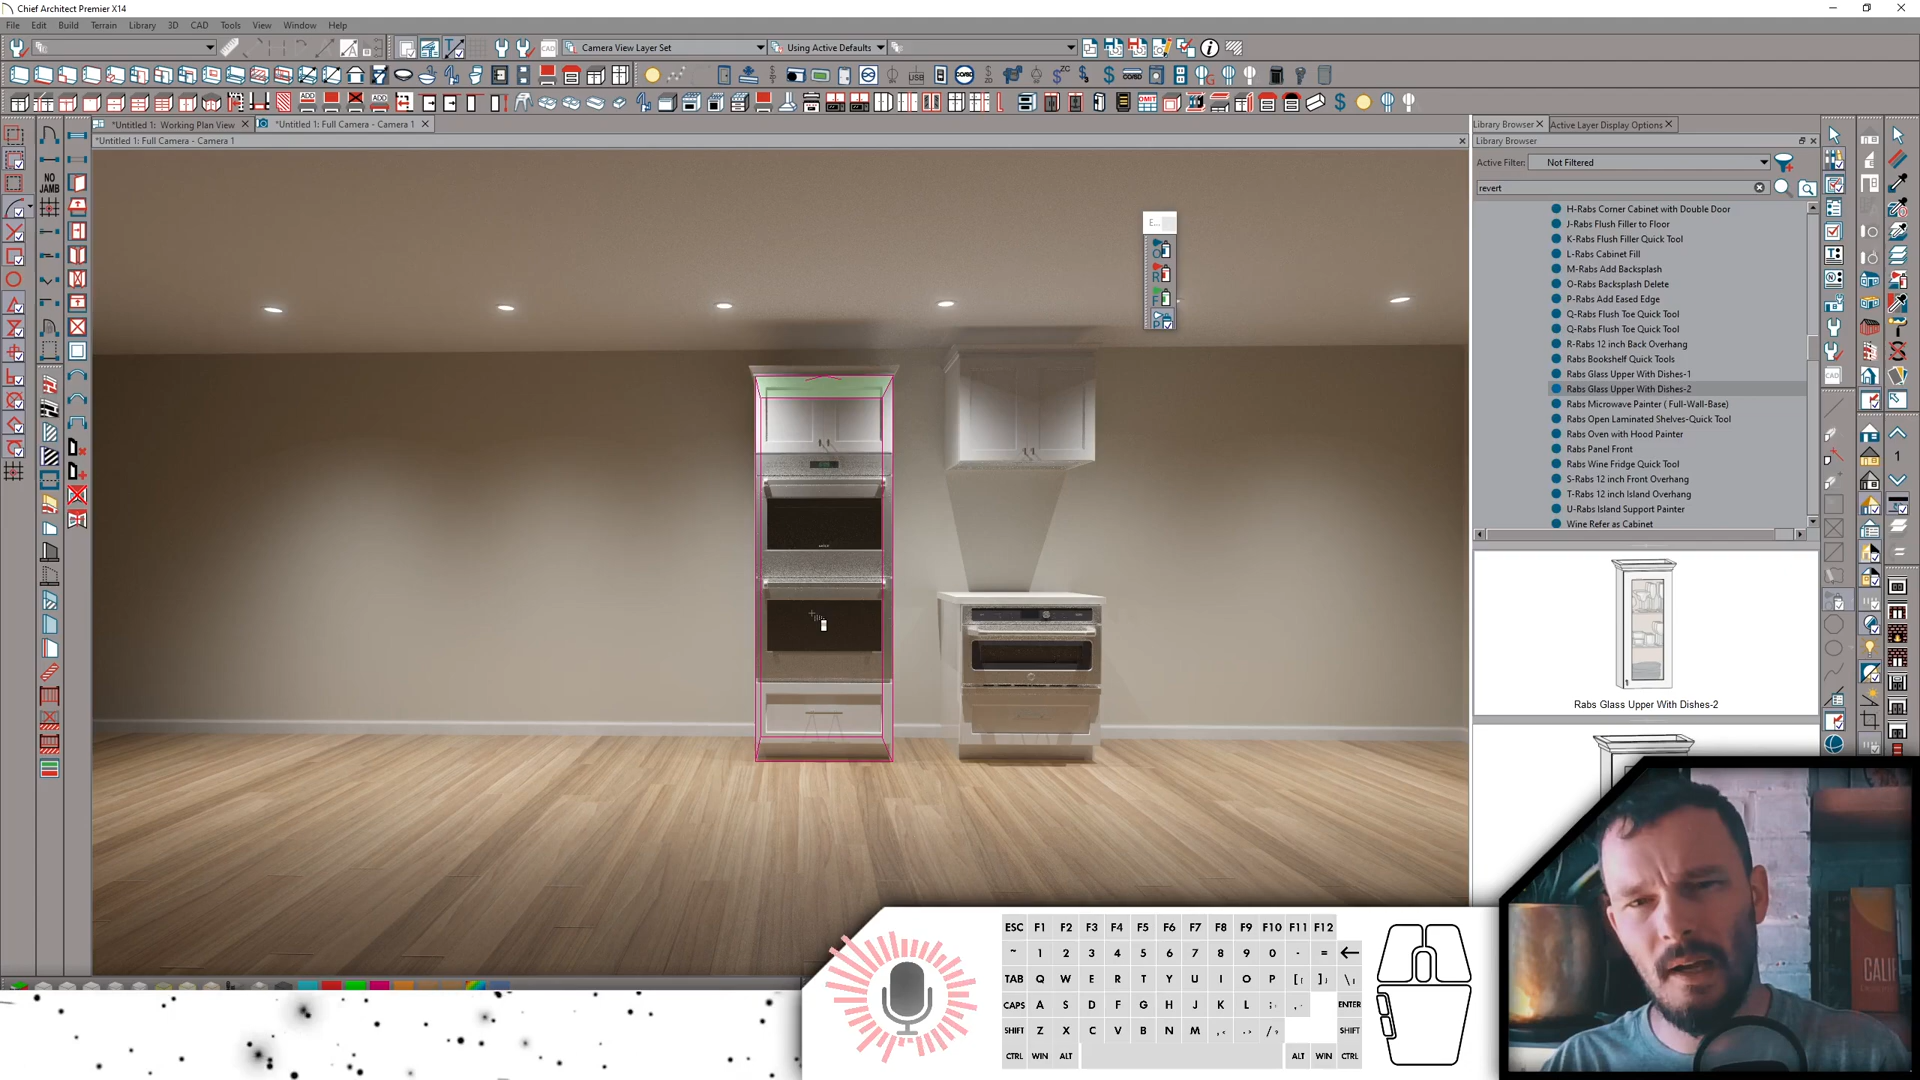 Chief Architect Premier X14
File Edit Build Terrain Library 3D CAD Tools View Window Help
Camera View Layer Set
Using Active Defaults
*Untitled 1: Working Plan View
*Untitled 1: Full Camera - Camera 1
*Untitled 1: Full Camera - Camera 1
NO
JAMB
E...
Library Browser
Active Layer Display Options
Library Browser
Active Filter: Not Filtered
revert
H-Rabs Corner Cabinet with Double Door
J-Rabs Flush Filler to Floor
K-Rabs Flush Filler Quick Tool
L-Rabs Cabinet Fill
M-Rabs Add Backsplash
O-Rabs Backsplash Delete
P-Rabs Add Eased Edge
Q-Rabs Flush Toe Quick Tool
Q-Rabs Flush Toe Quick Tool
R-Rabs 12 inch Back Overhang
Rabs Bookshelf Quick Tools
Rabs Glass Upper With Dishes-1
Rabs Glass Upper With Dishes-2
Rabs Microwave Painter ( Full-Wall-Base)
Rabs Open Laminated Shelves-Quick Tool
Rabs Oven with Hood Painter
Rabs Panel Front
Rabs Wine Fridge Quick Tool
S-Rabs 12 inch Front Overhang
T-Rabs 12 inch Island Overhang
U-Rabs Island Support Painter
Wine Refer as Cabinet
1
Rabs Glass Upper With Dishes-2
ESC F1 F2 F3 F4 F5 F6 F7 F8 F9 F10 F11 F12
~ 1 2 3 4 5 6 7 8 9 0 - = ←
TAB Q W E R T Y U I O P [{ ]} \|
CAPS A S D F G H J K L ;: ,' ENTER
SHIFT Z X C V B N M ,< .> /? SHIFT
CTRL WIN ALT ALT WIN CTRL
CALIF